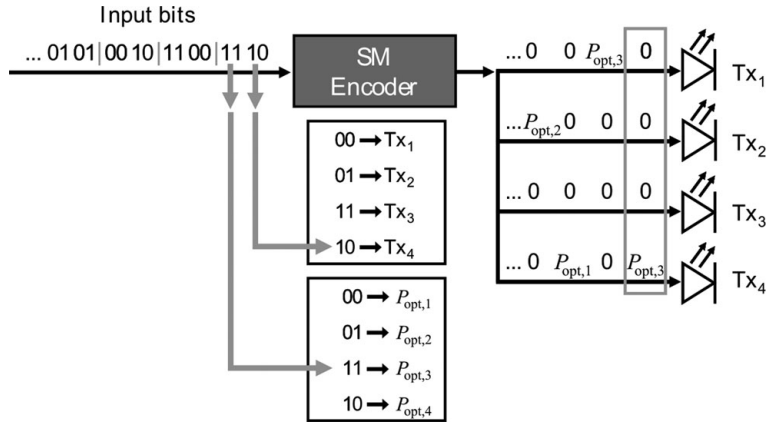 Input bits
... 01 01 | 00 10 | 11 00 | 11 10
SM
Encoder
00 → Tx₁
01 → Tx₂
11 → Tx₃
10 → Tx₄
00 → Pₒₚₜ,₁
01 → Pₒₚₜ,₂
11 → Pₒₚₜ,₃
10 → Pₒₚₜ,₄
... 0 0 Pₒₚₜ,₃ 0 Tx₁
... Pₒₚₜ,₂ 0 0 0 Tx₂
... 0 0 0 0 Tx₃
... 0 Pₒₚₜ,₁ 0 Pₒₚₜ,₃ Tx₄